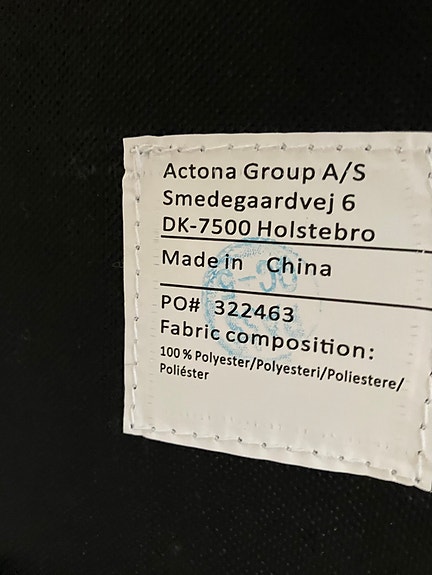 Actona Group A/S
Smedegaardvej 6
DK-7500 Holstebro
Made in China
PO# 322463
Fabric composition:
100 % Polyester/Polyesteri/Poliestere/
Poliéster